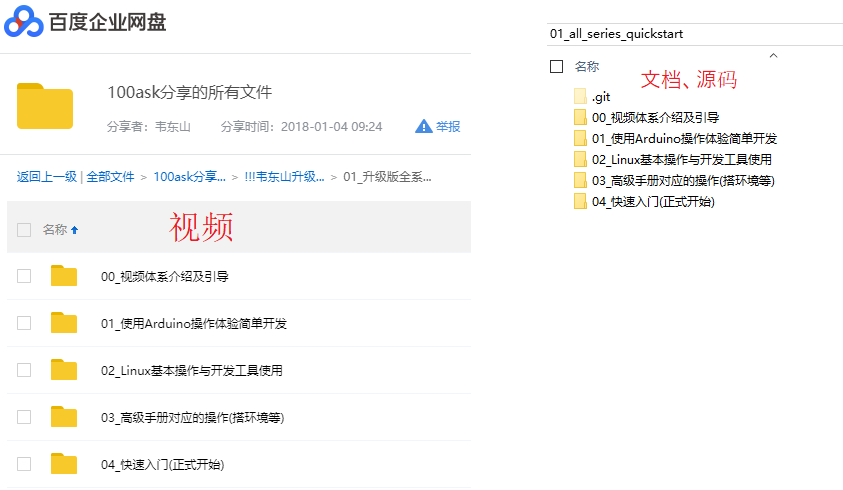 百度企业网盘
100ask分享的所有文件
分享者：韦东山 分享时间：2018-01-04 09:24 举报
返回上一级 | 全部文件 > 100ask分享... > !!!韦东山升级... > 01_升级版全系...
名称
视频
00_视频体系介绍及引导
01_使用Arduino操作体验简单开发
02_Linux基本操作与开发工具使用
03_高级手册对应的操作(搭环境等)
04_快速入门(正式开始)
01_all_series_quickstart
名称
文档、源码
.git
00_视频体系介绍及引导
01_使用Arduino操作体验简单开发
02_Linux基本操作与开发工具使用
03_高级手册对应的操作(搭环境等)
04_快速入门(正式开始)